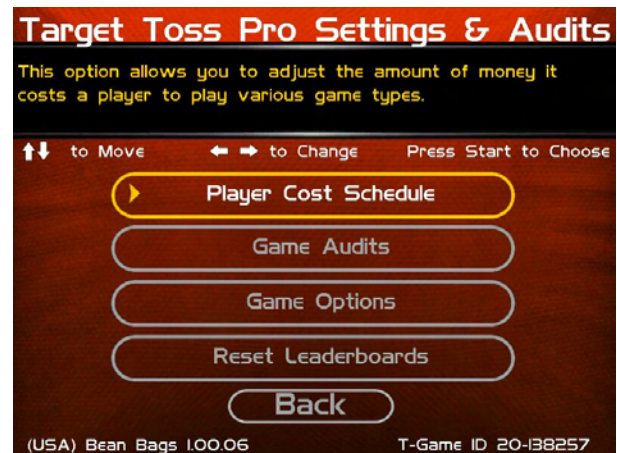 Target Toss Pro Settings & Audits
This option allows you to adjust the amount of money it
costs a player to play various game types.
⬆⬇ to Move ⬅ ➡ to Change Press Start to Choose
Player Cost Schedule
Game Audits
Game Options
Reset Leaderboards
Back
(USA) Bean Bags 1.00.06 T-Game ID 20-138257